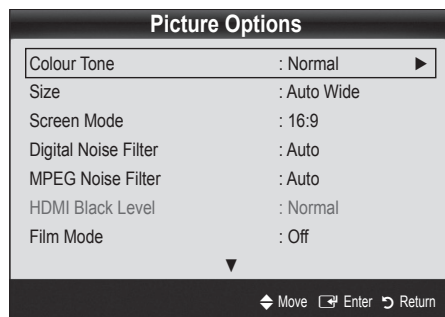 Picture Options
Colour Tone : Normal ▶
Size : Auto Wide
Screen Mode : 16:9
Digital Noise Filter : Auto
MPEG Noise Filter : Auto
HDMI Black Level : Normal
Film Mode : Off
▼
Move Enter Return